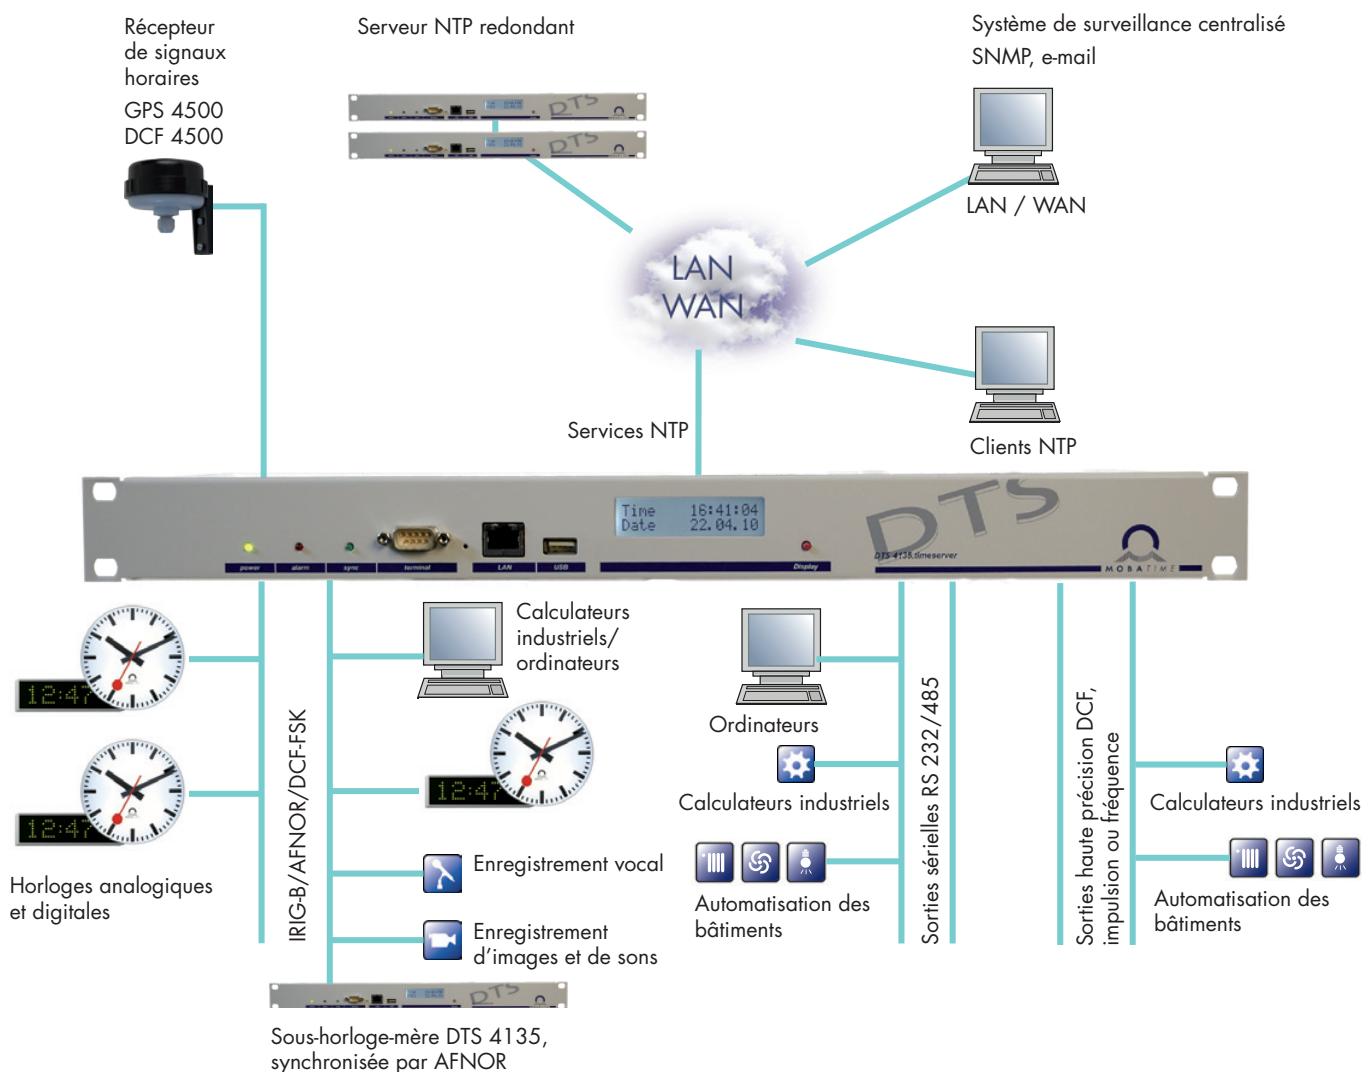 Récepteur
de signaux
horaires
GPS 4500
DCF 4500
Serveur NTP redondant
Système de surveillance centralisé
SNMP, e-mail
DTS
DTS
LAN / WAN
LAN
WAN
Services NTP
Clients NTP
Time 16:41:04
Date 22.04.10
DTS
DTS 4138.timeserver
MOBATIME
power
alarm
sync
terminal
LAN
USB
Display
12:47
12:47
Horloges analogiques
et digitales
IRIG-B/AFNOR/DCF-FSK
Calculateurs
industriels/
ordinateurs
12:47
Enregistrement vocal
Enregistrement
d'images et de sons
DTS
Sous-horloge-mère DTS 4135,
synchronisée par AFNOR
Ordinateurs
Calculateurs industriels
Automatisation des
bâtiments
Sorties sérielles RS 232/485
Sorties haute précision DCF,
impulsion ou fréquence
Calculateurs industriels
Automatisation des
bâtiments